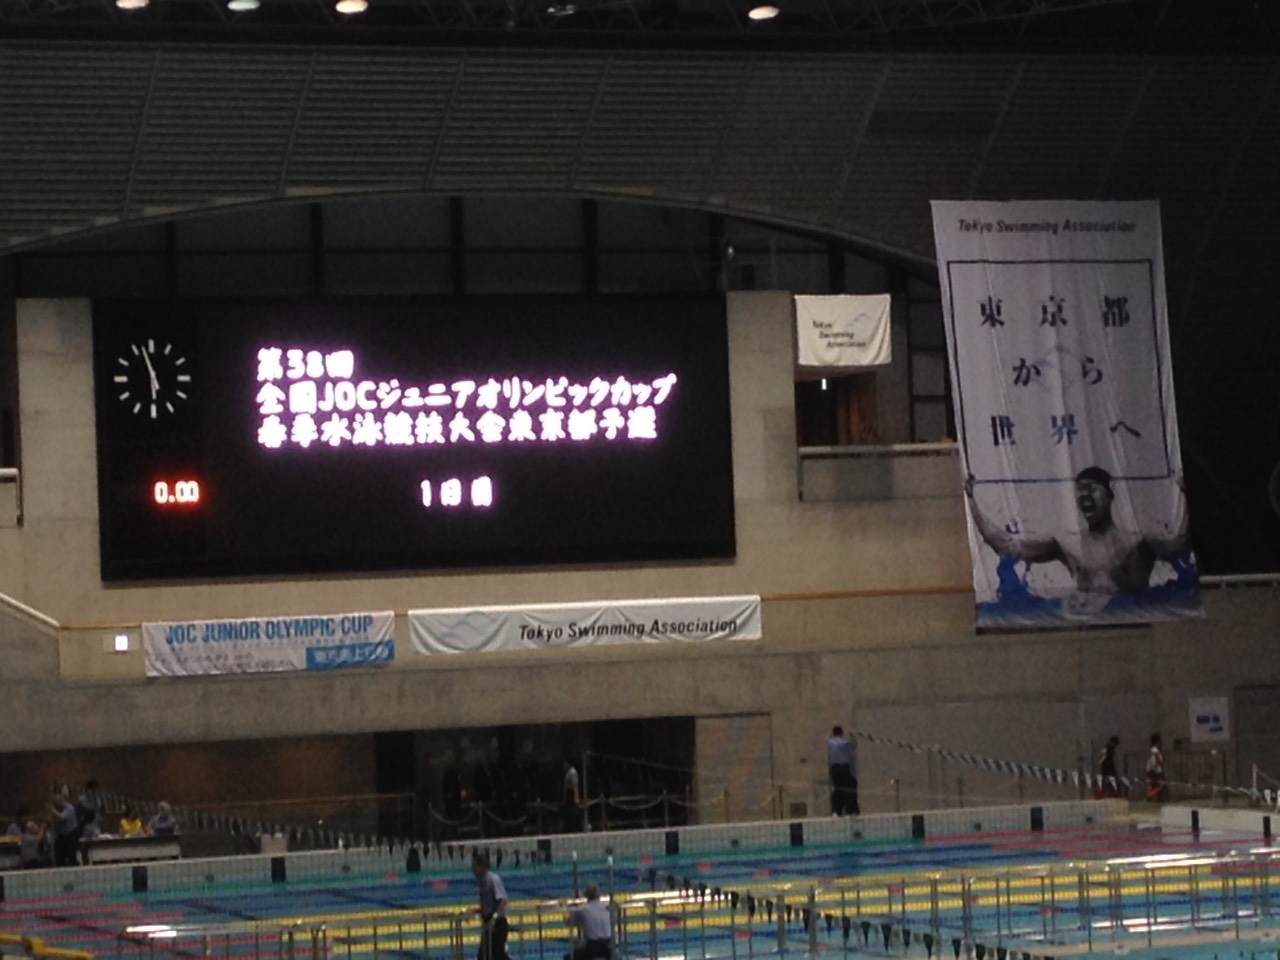 第38回
全国JOCジュニアオリンピックカップ
春季水泳競技大会東京都予選
1日目
0.00
Tokyo
Swimming
Association
Tokyo Swimming Association
東京都
から
世界へ
JOC JUNIOR OLYMPIC CUP
Tokyo Swimming Association